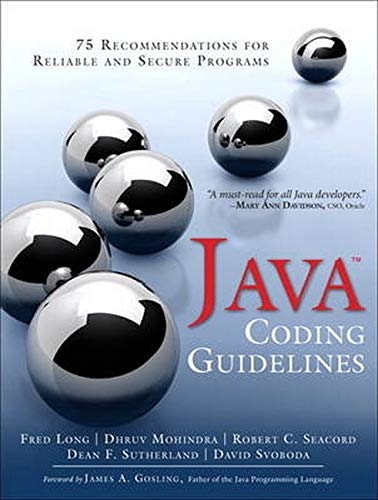 75 RECOMMENDATIONS FOR
RELIABLE AND SECURE PROGRAMS
"A must-read for all Java developers."
—MARY ANN DAVIDSON, CSO, Oracle
JAVA™
CODING
GUIDELINES
FRED LONG | DHRUV MOHINDRA | ROBERT C. SEACORD
DEAN F. SUTHERLAND | DAVID SVOBODA
Foreword by JAMES A. GOSLING, Father of the Java Programming Language